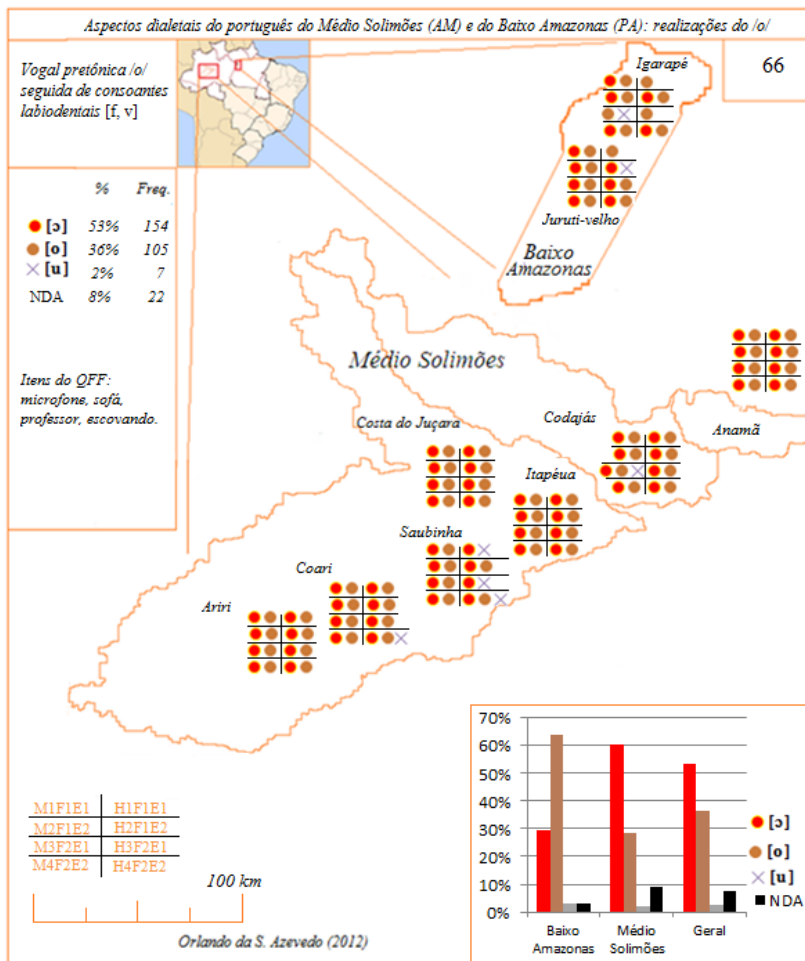 Aspectos dialetais do português do Médio Solimões (AM) e do Baixo Amazonas (PA): realizações do /o/
Vogal pretônica /o/
seguida de consoantes
labiodentais [f, v]
66
% Freq.
[ɔ] 53% 154
[o] 36% 105
[u] 2% 7
NDA 8% 22
Itens do QFF:
microfone, sofá,
professor, escovando.
Igarapé
Juruti-velho
Baixo
Amazonas
Médio Solimões
Costa do Juçara
Codajás
Anamã
Itapéua
Saubinha
Coari
Ariri
M1F1E1 H1F1E1
M2F1E2 H2F1E2
M3F2E1 H3F2E1
M4F2E2 H4F2E2
100 km
Orlando da S. Azevedo (2012)
70%
60%
50%
40%
30%
20%
10%
0%
Baixo
Amazonas
Médio
Solimões
Geral
[ɔ]
[o]
[u]
NDA